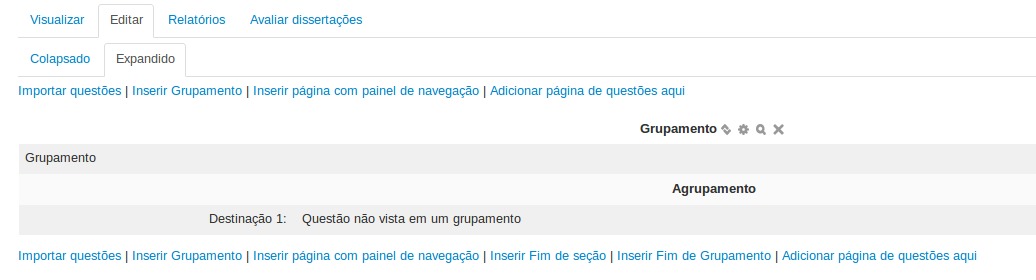 Visualizar Editar Relatórios Avaliar dissertações
Colapsado Expandido
Importar questões | Inserir Grupamento | Inserir página com painel de navegação | Adicionar página de questões aqui
Grupamento
Grupamento
Agrupamento
Destinação 1: Questão não vista em um grupamento
Importar questões | Inserir Grupamento | Inserir página com painel de navegação | Inserir Fim de seção | Inserir Fim de Grupamento | Adicionar página de questões aqui